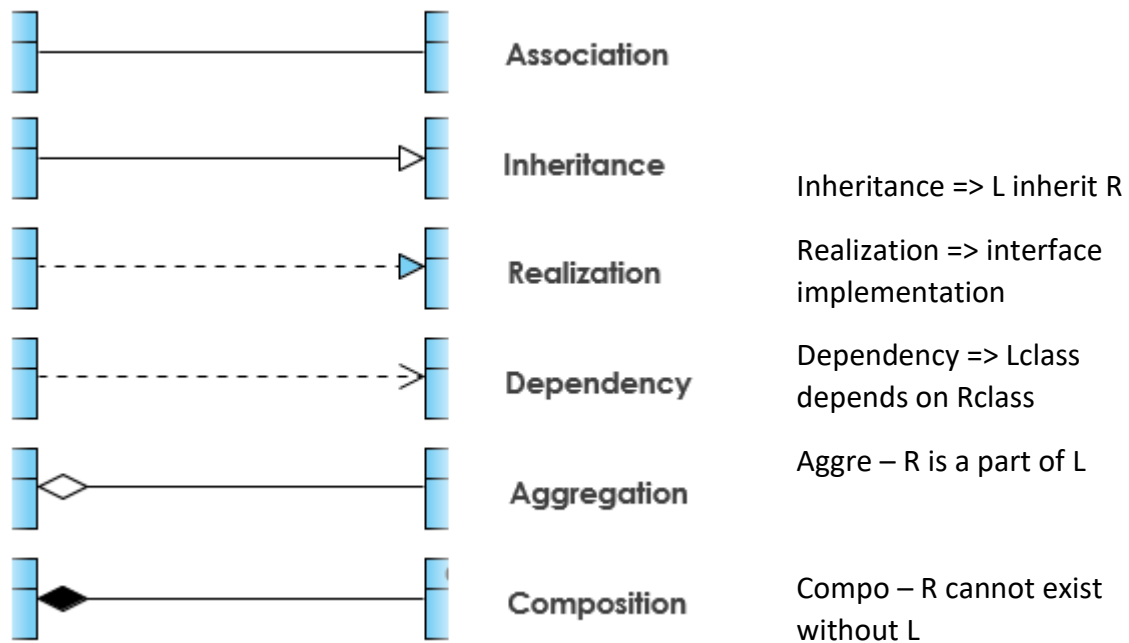 Association
Inheritance
Inheritance => L inherit R
Realization
Realization => interface
implementation
Dependency
Dependency => Lclass
depends on Rclass
Aggregation
Aggre – R is a part of L
Composition
Compo – R cannot exist
without L